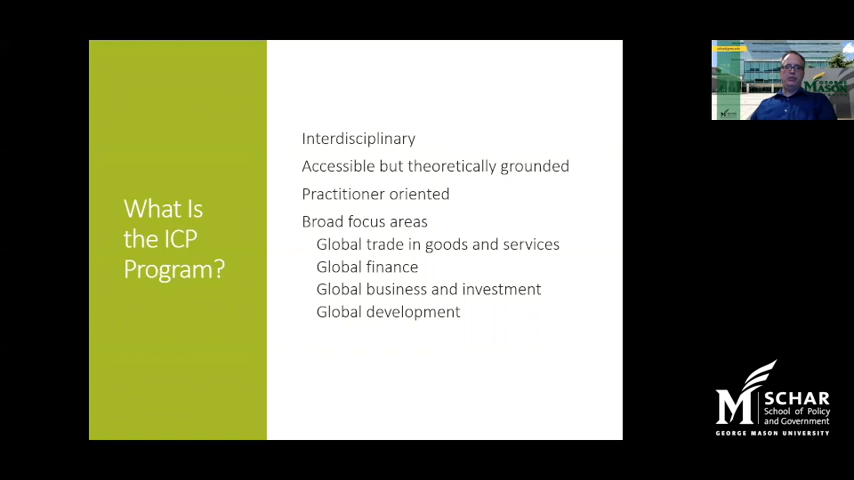 What Is
the ICP
Program?
Interdisciplinary
Accessible but theoretically grounded
Practitioner oriented
Broad focus areas
Global trade in goods and services
Global finance
Global business and investment
Global development
GEORGE
MASON
M SCHAR
School of Policy
and Government
GEORGE MASON UNIVERSITY